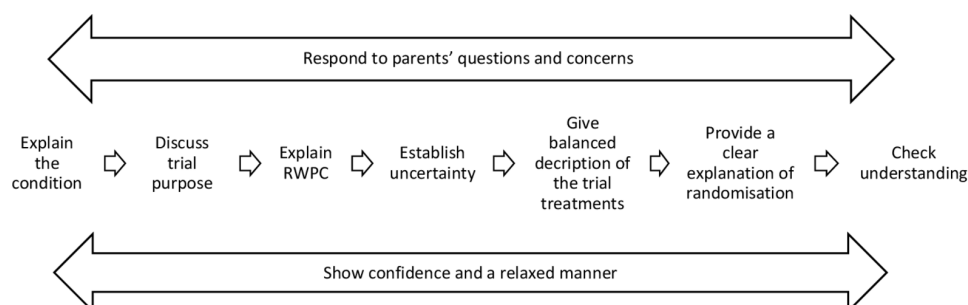 Respond to parents' questions and concerns
Explain
the
condition
Discuss
trial
purpose
Explain
RWPC
Establish
uncertainty
Give
balanced
decription of
the trial
treatments
Provide a
clear
explanation of
randomisation
Check
understanding
Show confidence and a relaxed manner